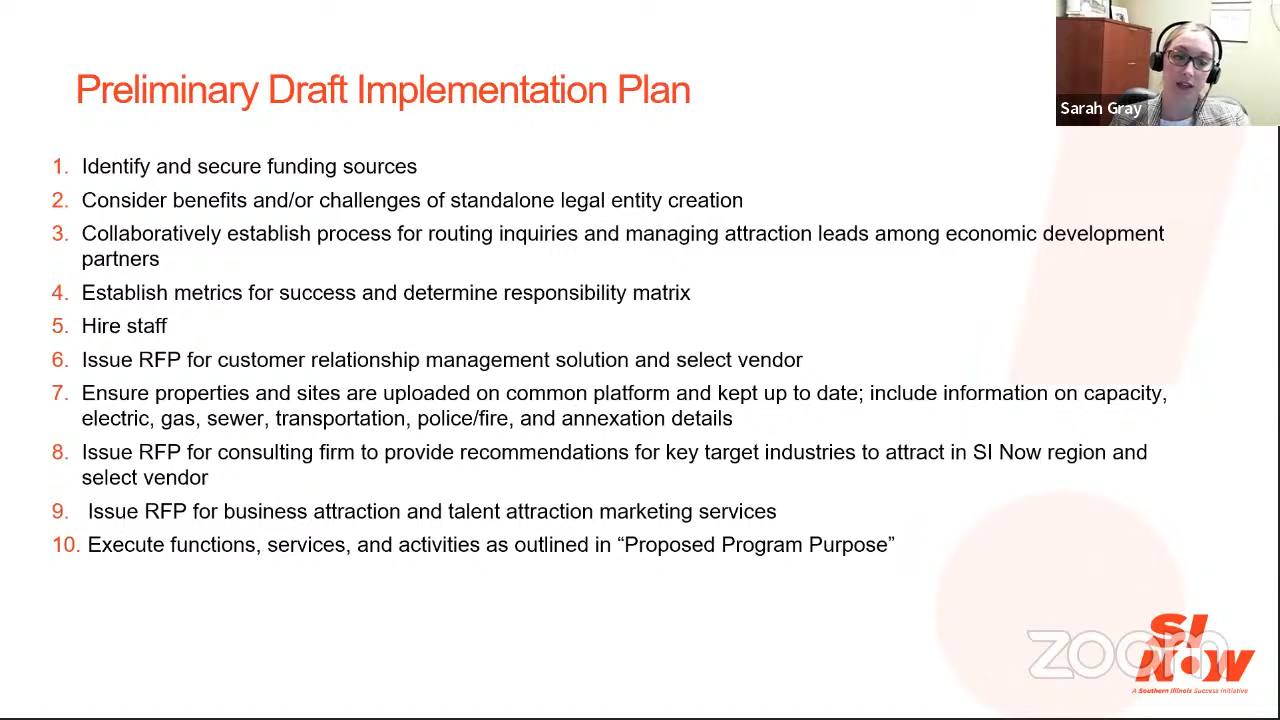 Preliminary Draft Implementation Plan
Sarah Gray
1. Identify and secure funding sources
2. Consider benefits and/or challenges of standalone legal entity creation
3. Collaboratively establish process for routing inquiries and managing attraction leads among economic development
partners
4. Establish metrics for success and determine responsibility matrix
5. Hire staff
6. Issue RFP for customer relationship management solution and select vendor
7. Ensure properties and sites are uploaded on common platform and kept up to date; include information on capacity,
electric, gas, sewer, transportation, police/fire, and annexation details
8. Issue RFP for consulting firm to provide recommendations for key target industries to attract in SI Now region and
select vendor
9. Issue RFP for business attraction and talent attraction marketing services
10. Execute functions, services, and activities as outlined in “Proposed Program Purpose”
SI
NOW
zoom
A Southern Illinois Success Initiative